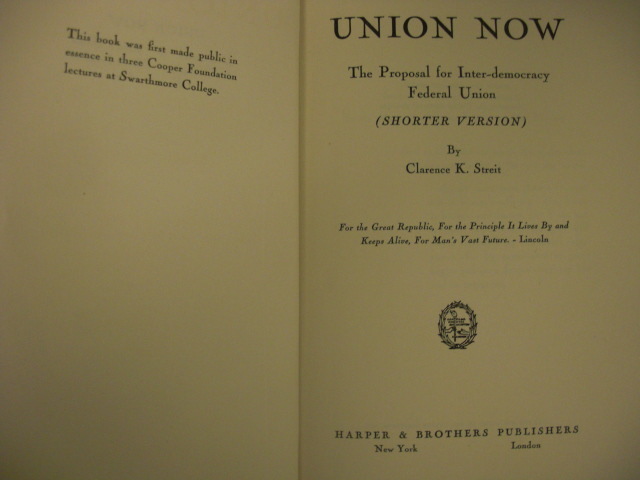 This book was first made public in
essence in three Cooper Foundation
lectures at Swarthmore College.
UNION NOW
The Proposal for Inter-democracy
Federal Union
(SHORTER VERSION)
By
Clarence K. Streit
For the Great Republic, For the Principle It Lives By and
Keeps Alive, For Man's Vast Future. - Lincoln
HARPER & BROTHERS PUBLISHERS
New York London